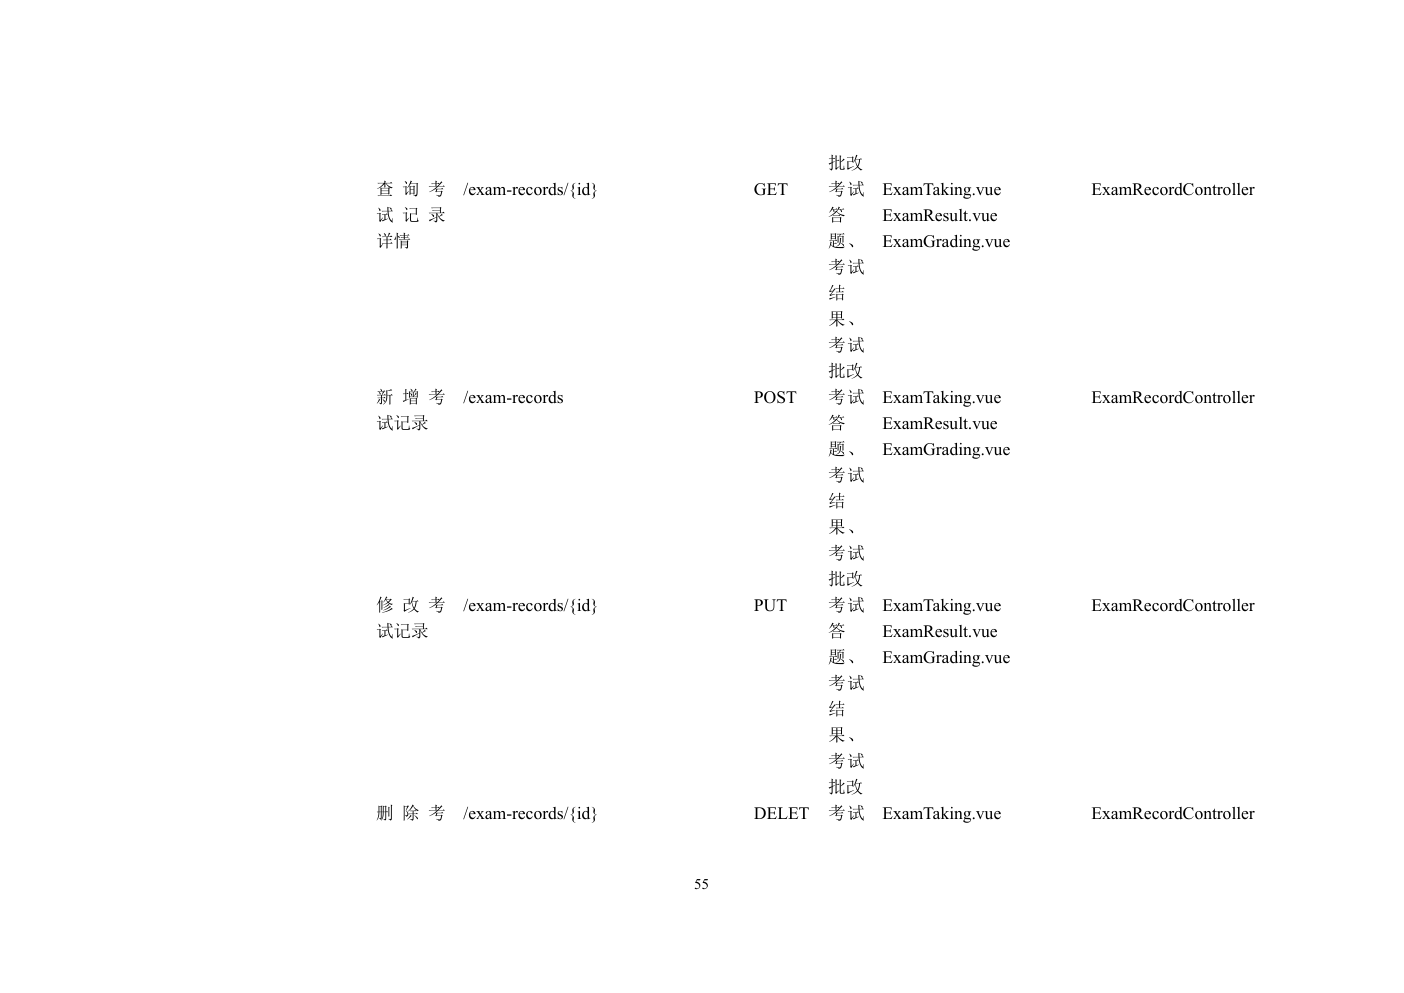 批改
查询考 /exam-records/{id} GET 考试 ExamTaking.vue ExamRecordController
试记录 答 ExamResult.vue
详情 题、 ExamGrading.vue
考试
结
果、
考试
批改
新增考 /exam-records POST 考试 ExamTaking.vue ExamRecordController
试记录 答 ExamResult.vue
题、 ExamGrading.vue
考试
结
果、
考试
批改
修改考 /exam-records/{id} PUT 考试 ExamTaking.vue ExamRecordController
试记录 答 ExamResult.vue
题、 ExamGrading.vue
考试
结
果、
考试
批改
删除考 /exam-records/{id} DELET 考试 ExamTaking.vue ExamRecordController
55